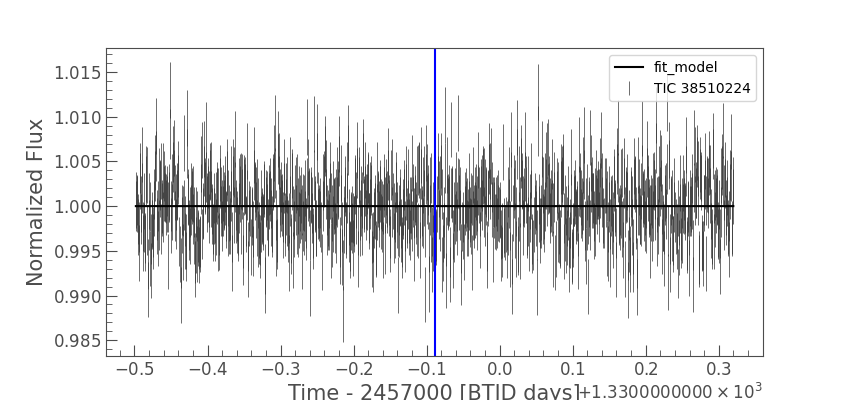 fit_model
TIC 38510224
Normalized Flux
1.015
1.010
1.005
1.000
0.995
0.990
0.985
−0.5 −0.4 −0.3 −0.2 −0.1 0.0 0.1 0.2 0.3
Time - 2457000 [BTJD days]
+1.3300000000 × 10³